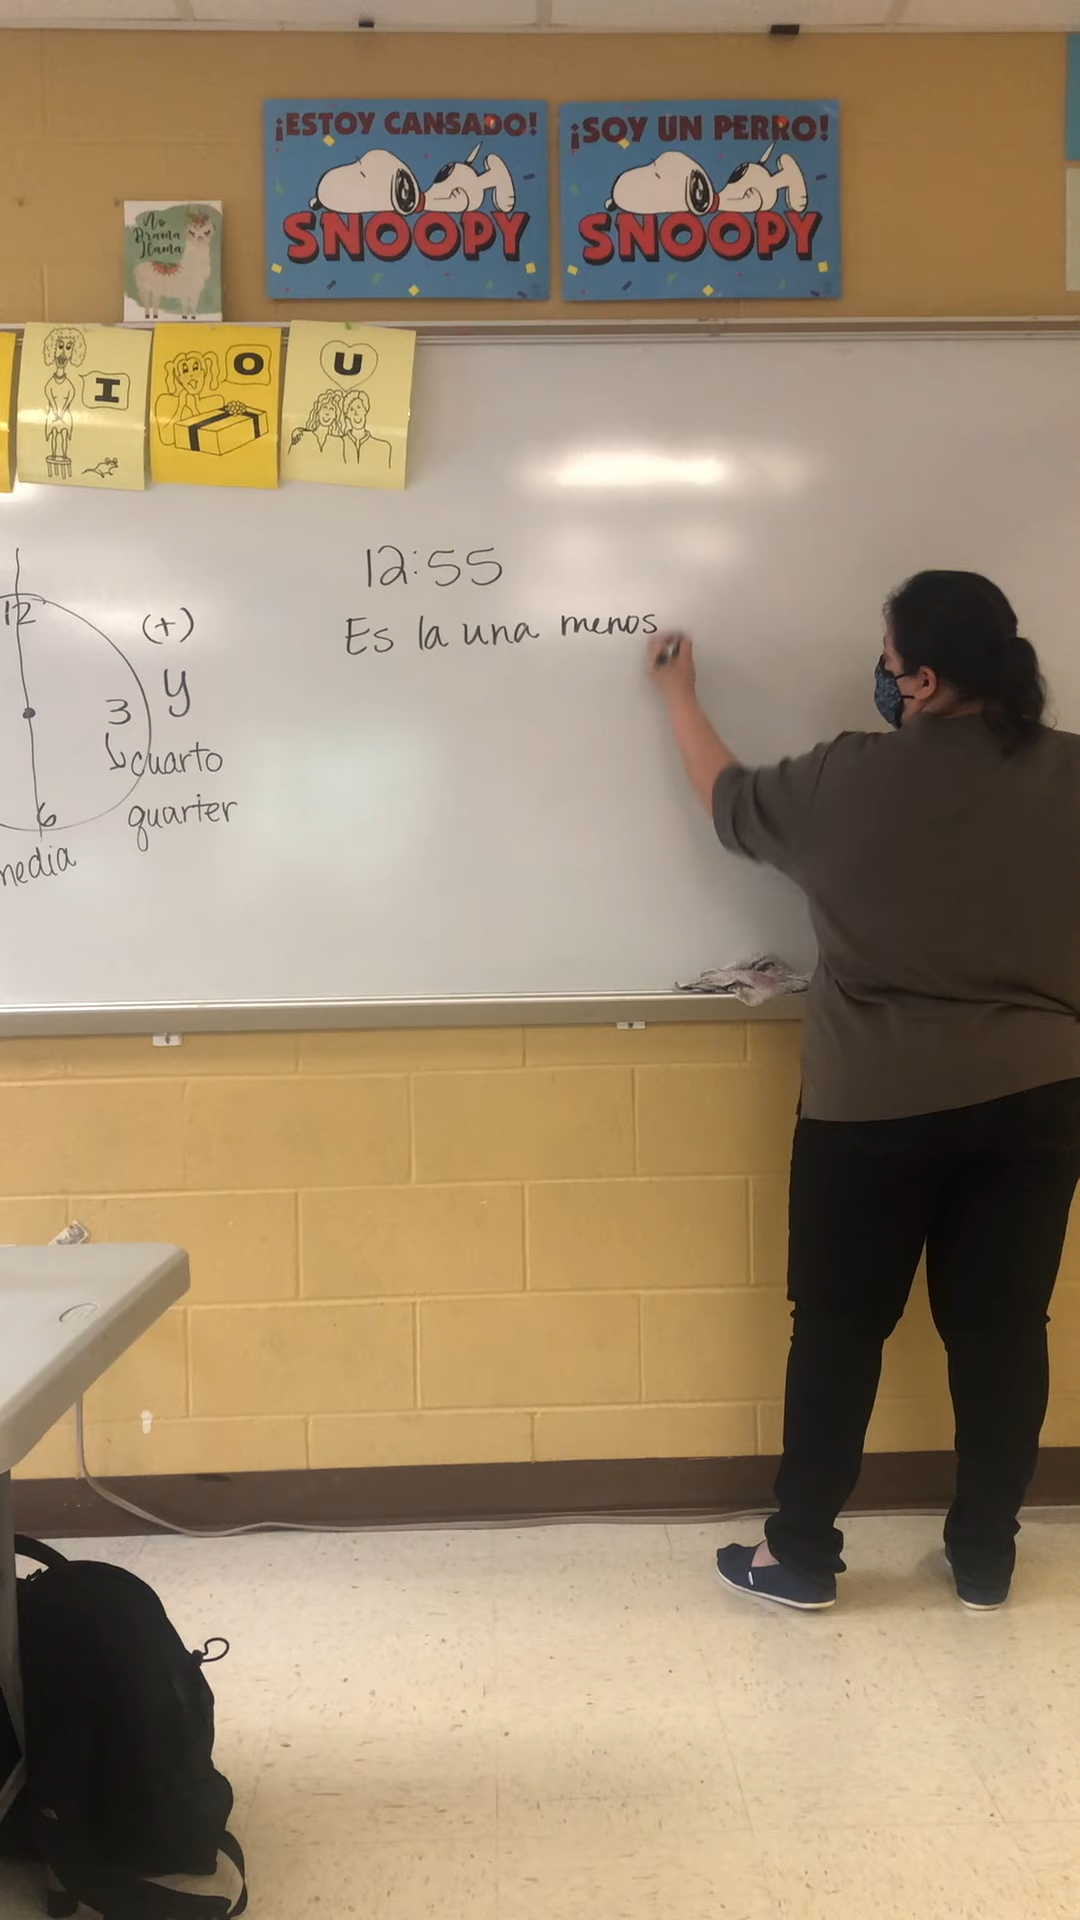 ¡ESTOY CANSADO!
SNOOPY
¡SOY UN PERRO!
SNOOPY
No
Drama
Llama
I
O
U
12:55
Es la una menos
12
(+)
y
3
cuarto
quarter
6
media